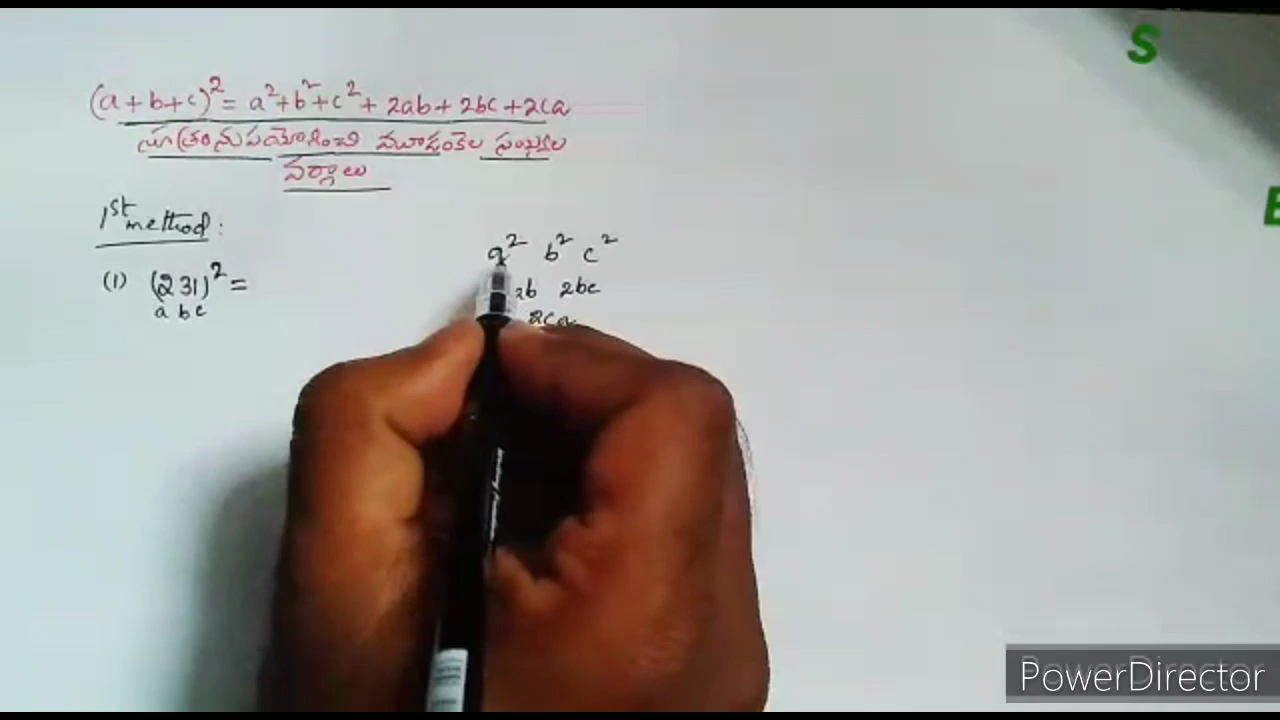 (a+b+c)² = a²+b²+c²+2ab+2bc+2ca
సూత్రంనుపయోగించి మూడంకెల సంఖ్యల
వర్గాలు
1st method:
(1) (231)² =
a b c
a² b² c²
2bc
2ca
S
PowerDirector